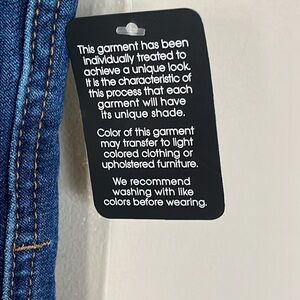 This garment has been
individually treated to
achieve a unique look.
It is the characteristic of
this process that each
garment will have
its unique shade.
Color of this garment
may transfer to light
colored clothing or
upholstered furniture.
We recommend
washing with like
colors before wearing.